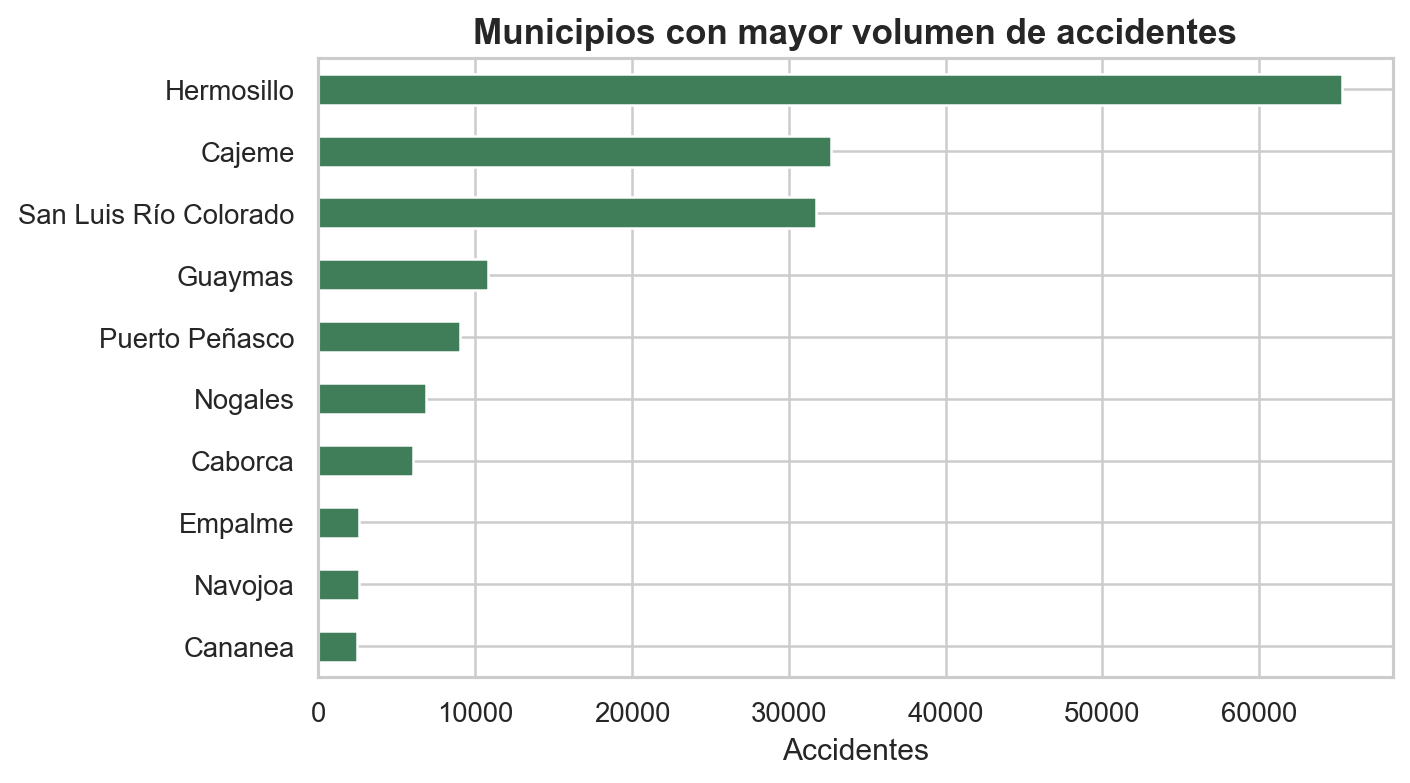 Municipios con mayor volumen de accidentes
Hermosillo
Cajeme
San Luis Río Colorado
Guaymas
Puerto Peñasco
Nogales
Caborca
Empalme
Navojoa
Cananea
0 10000 20000 30000 40000 50000 60000
Accidentes